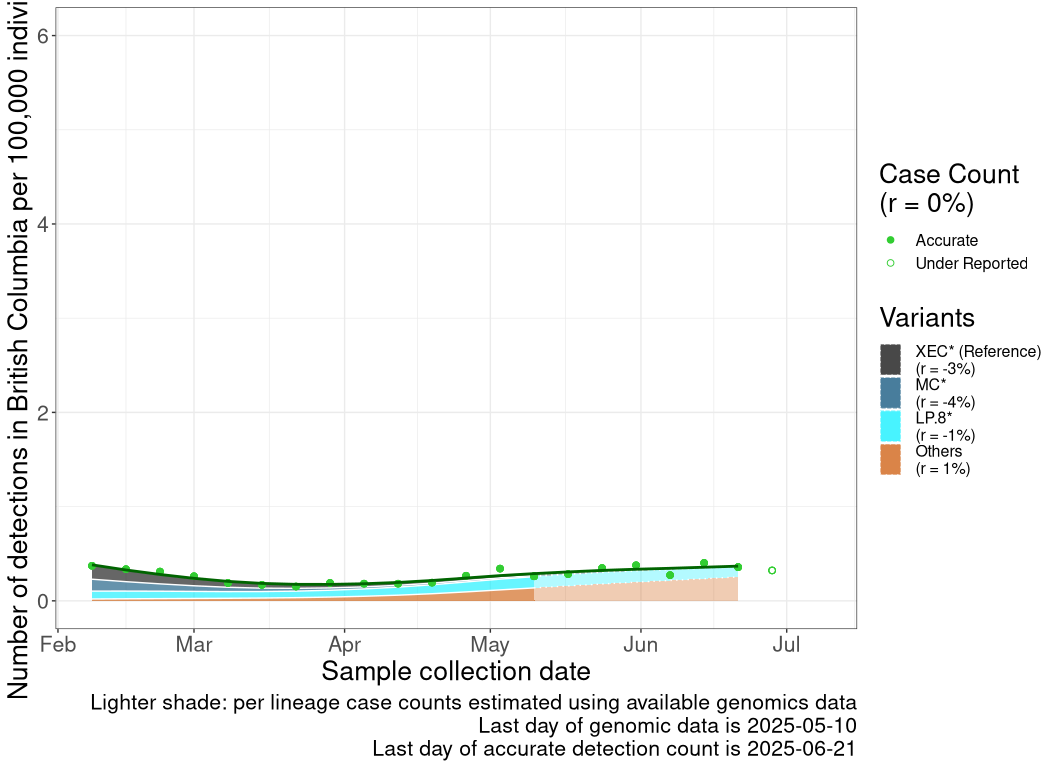 Number of detections in British Columbia per 100,000
6
4
2
0
Feb
Mar
Apr
May
Jun
Jul
Sample collection date
Lighter shade: per lineage case counts estimated using available genomics data
Last day of genomic data is 2025-05-10
Last day of accurate detection count is 2025-06-21
Case Count
(r = 0%)
Accurate
Under Reported
Variants
XEC* (Reference)
(r = -3%)
MC*
(r = -4%)
LP.8*
(r = -1%)
Others
(r = 1%)